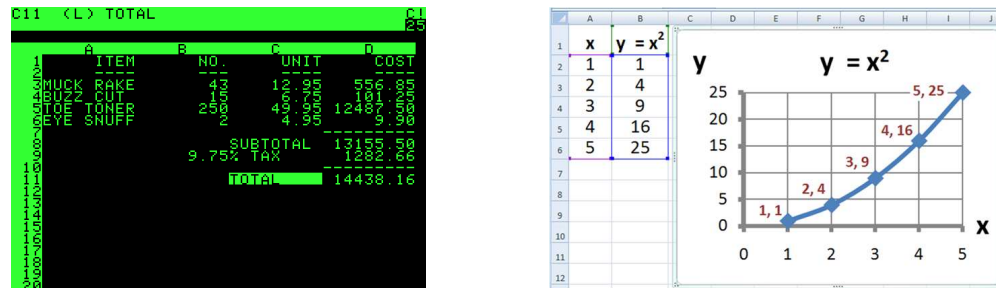 C11 (L) TOTAL C!
25
A B C D
1 ITEM NO. UNIT COST
2 ---- --- ---- ----
3 MUCK RAKE 43 12.95 556.85
4 BUZZ CUT 15 6.75 101.25
5 TOE TONER 250 49.95 12487.50
6 EYE SNUFF 2 4.95 9.90
7 ---------
8 SUBTOTAL 13155.50
9 9.75% TAX 1282.66
10 ---------
11 TOTAL 14438.16
12
13
14
15
16
17
18
19
20
A B C D E F G H I J
1 x y = x²
2 1 1
3 2 4
4 3 9
5 4 16
6 5 25
7
8
9
10
11
12
y y = x²
25
20
15
10
5
0
5, 25
4, 16
3, 9
2, 4
1, 1
x
0 1 2 3 4 5